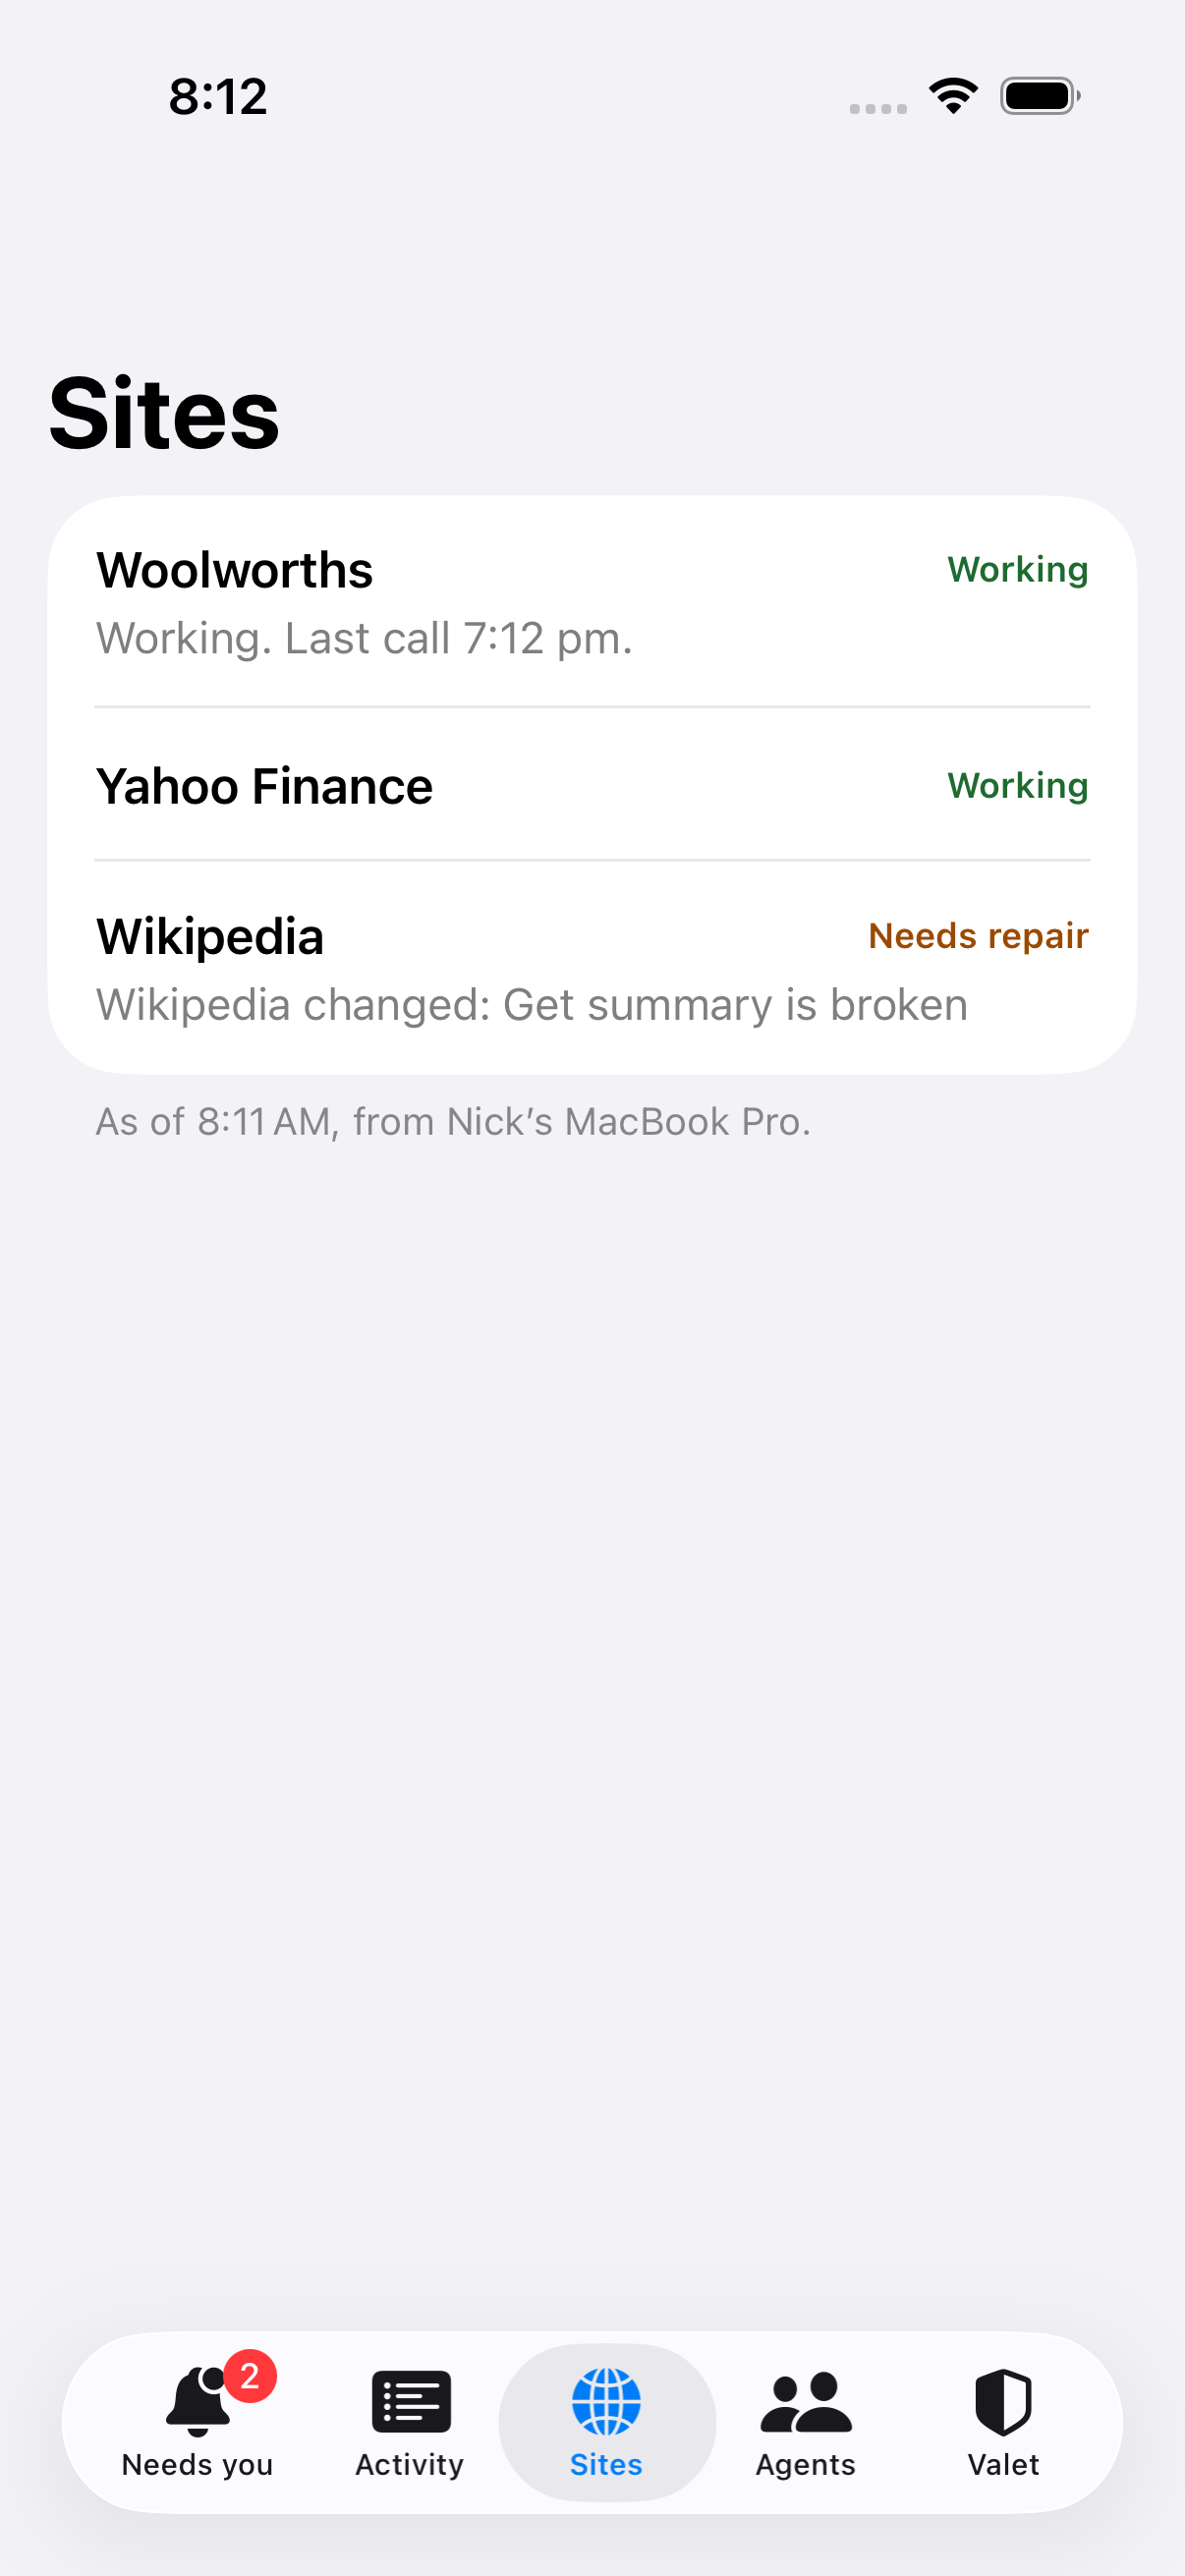 8:12
Sites
Woolworths
Working
Working. Last call 7:12 pm.
Yahoo Finance
Working
Wikipedia
Needs repair
Wikipedia changed: Get summary is broken
As of 8:11 AM, from Nick’s MacBook Pro.
2
Needs you
Activity
Sites
Agents
Valet